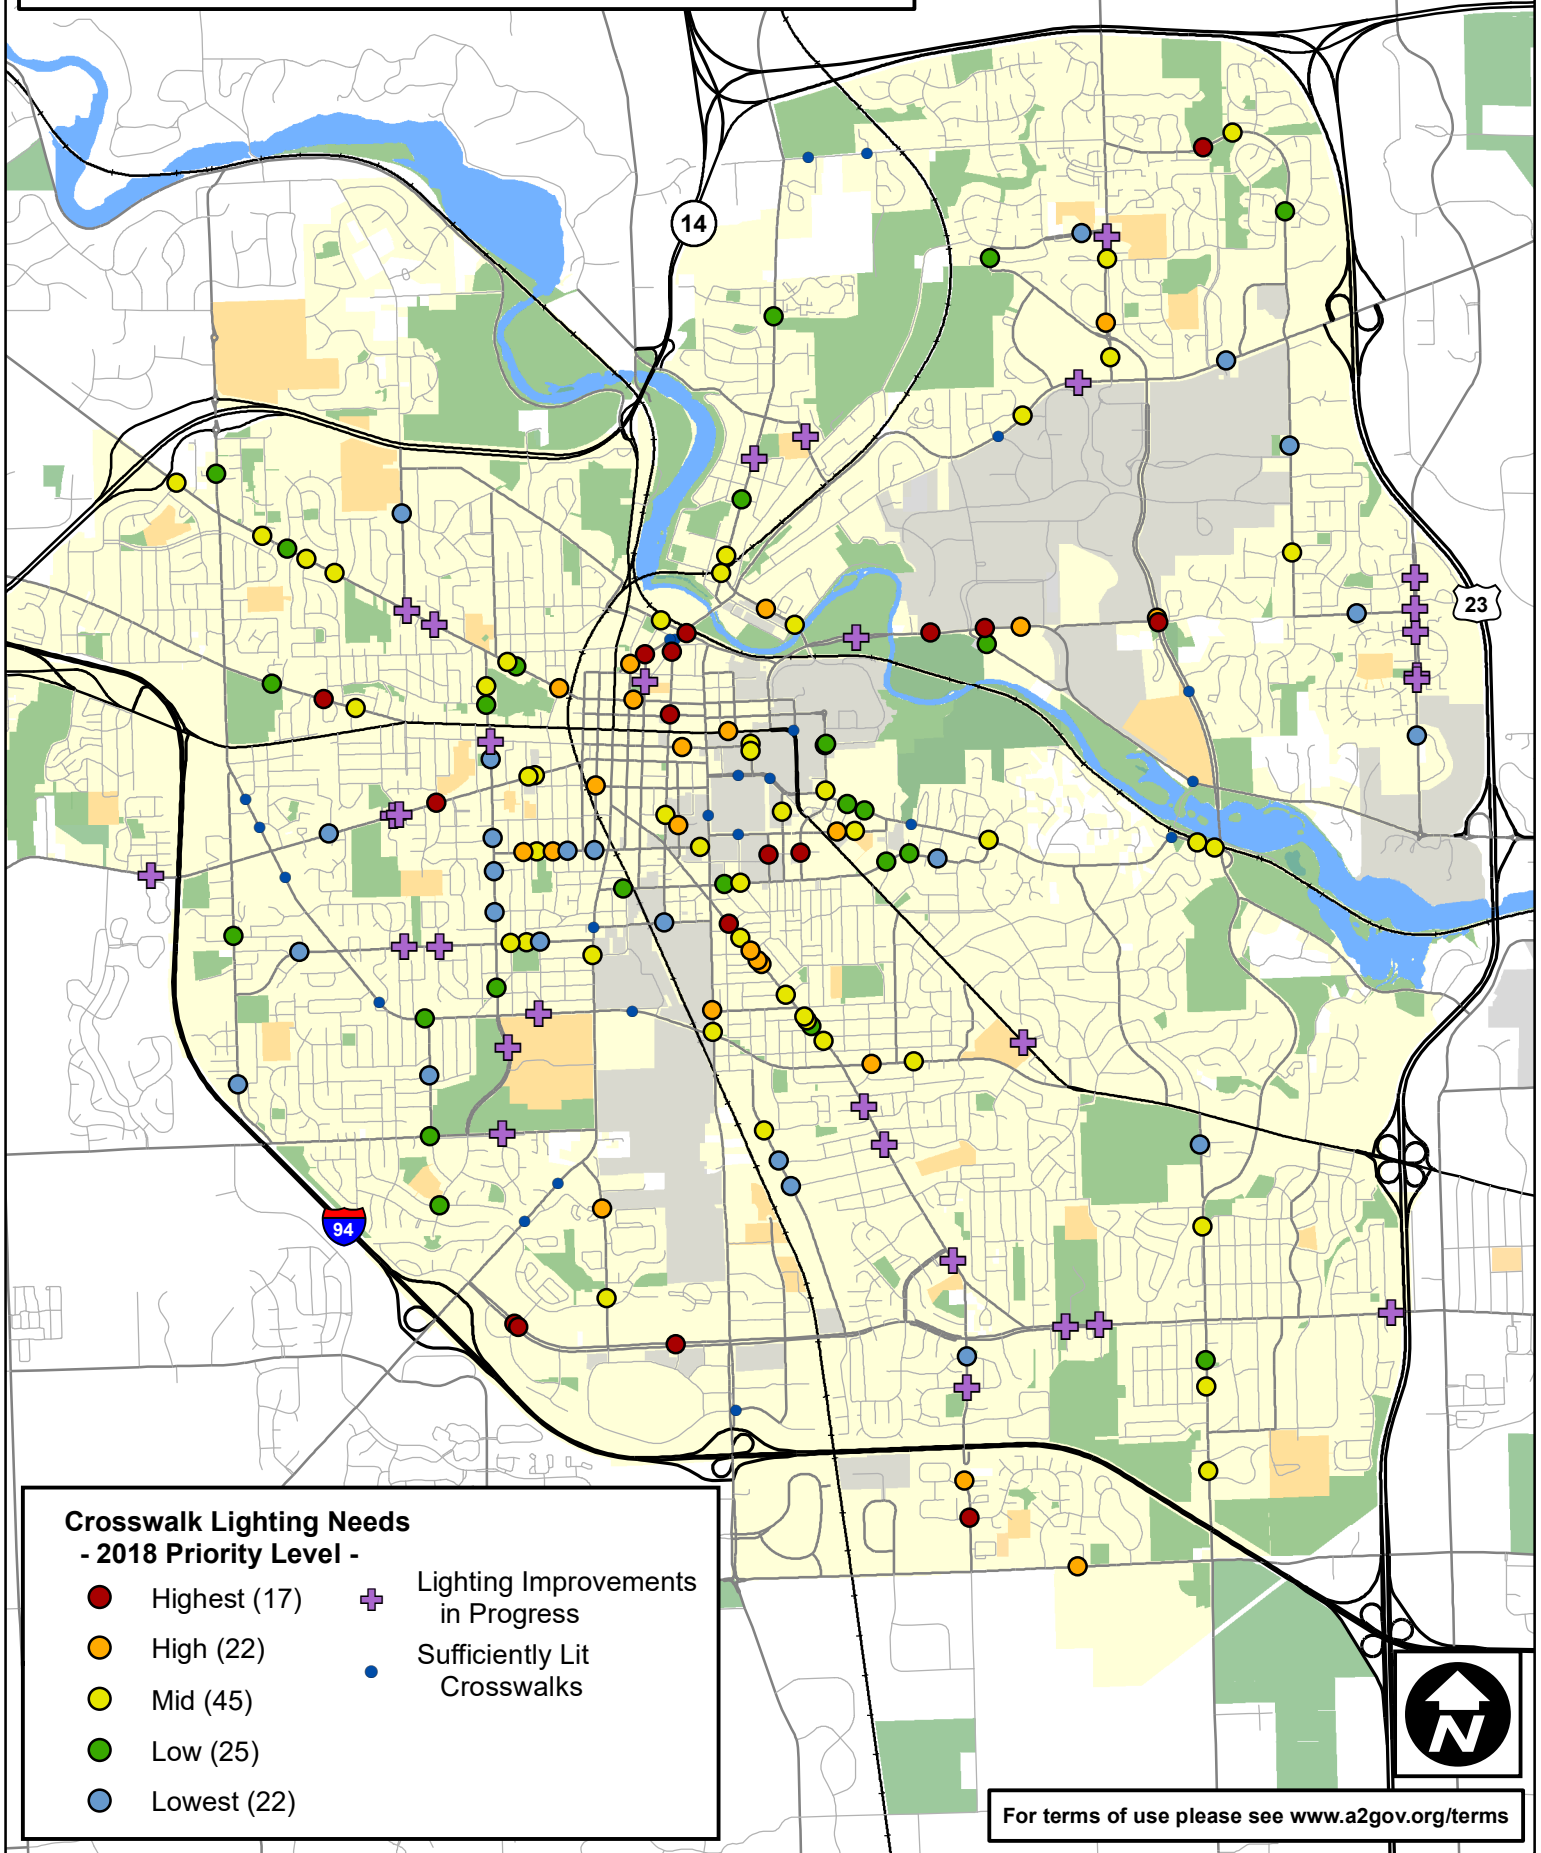 14
23
94
Crosswalk Lighting Needs
- 2018 Priority Level -
Highest (17)
High (22)
Mid (45)
Low (25)
Lowest (22)
Lighting Improvements
in Progress
Sufficiently Lit
Crosswalks
N
For terms of use please see www.a2gov.org/terms